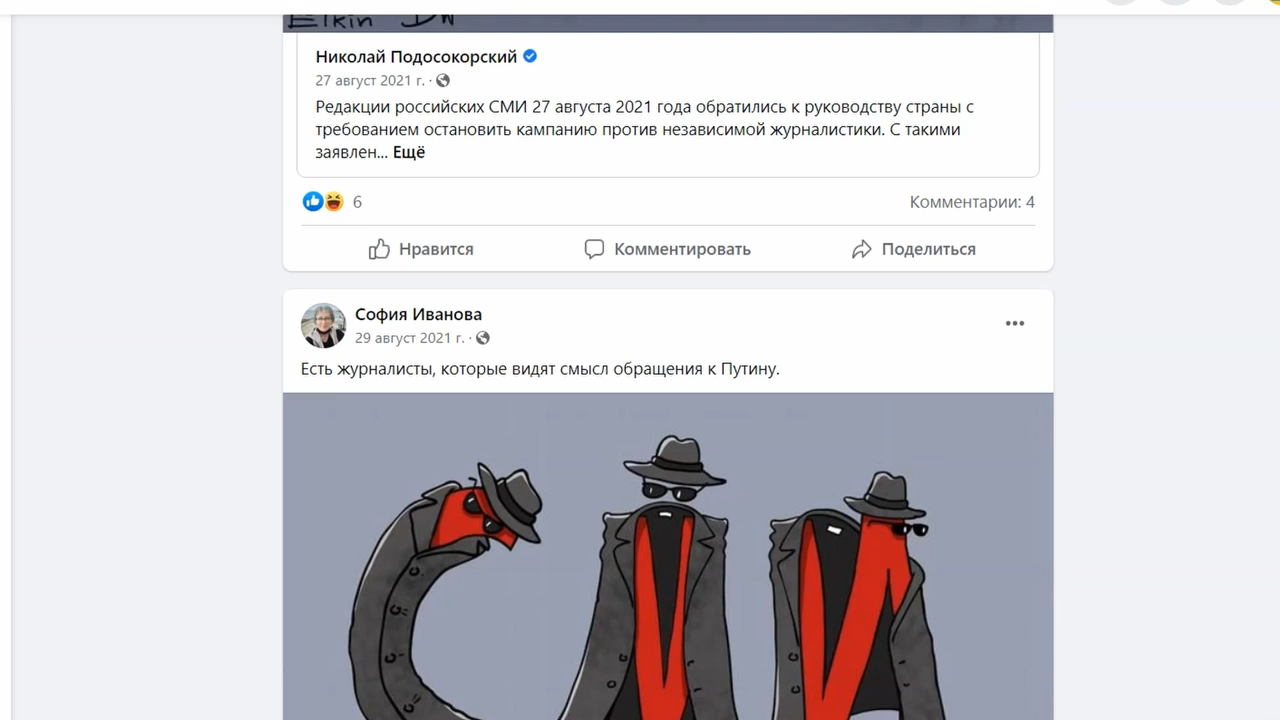 Elkin
Николай Подосокорский
27 август 2021 г. ·
Редакции российских СМИ 27 августа 2021 года обратились к руководству страны с
требованием остановить кампанию против независимой журналистики. С такими
заявлен... Ещё
6
Комментарии: 4
Нравится
Комментировать
Поделиться
София Иванова
29 август 2021 г. ·
Есть журналисты, которые видят смысл обращения к Путину.
СМИ